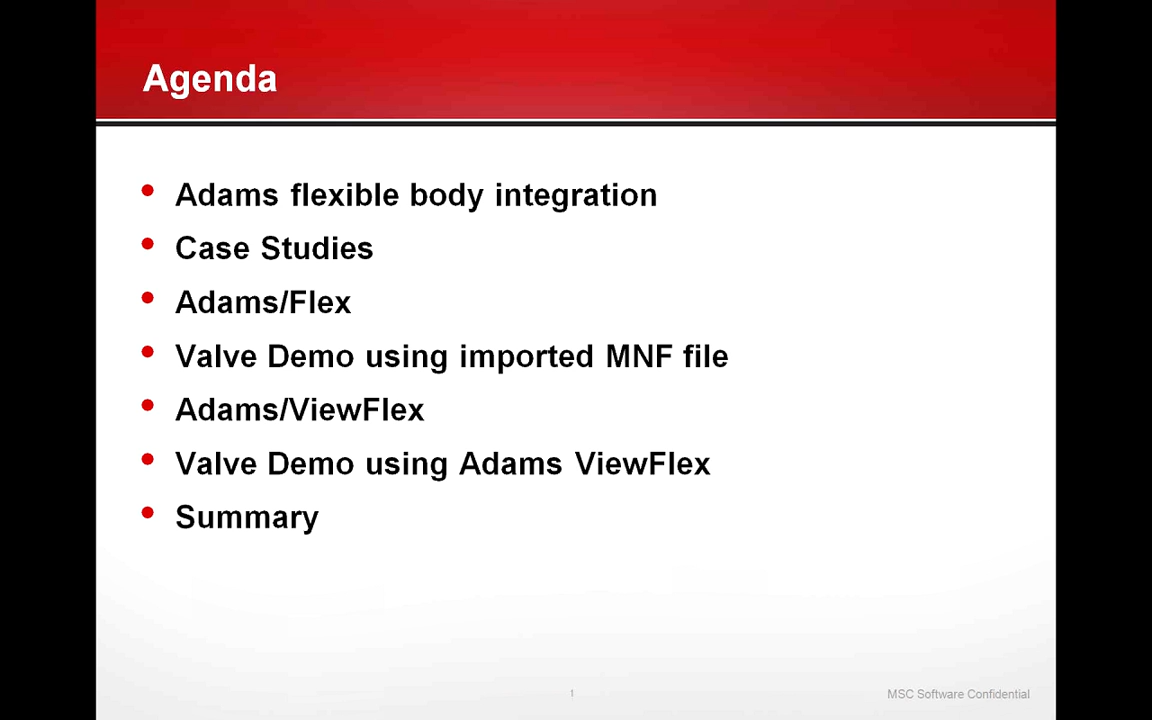 Agenda
• Adams flexible body integration
• Case Studies
• Adams/Flex
• Valve Demo using imported MNF file
• Adams/ViewFlex
• Valve Demo using Adams ViewFlex
• Summary
1
MSC Software Confidential